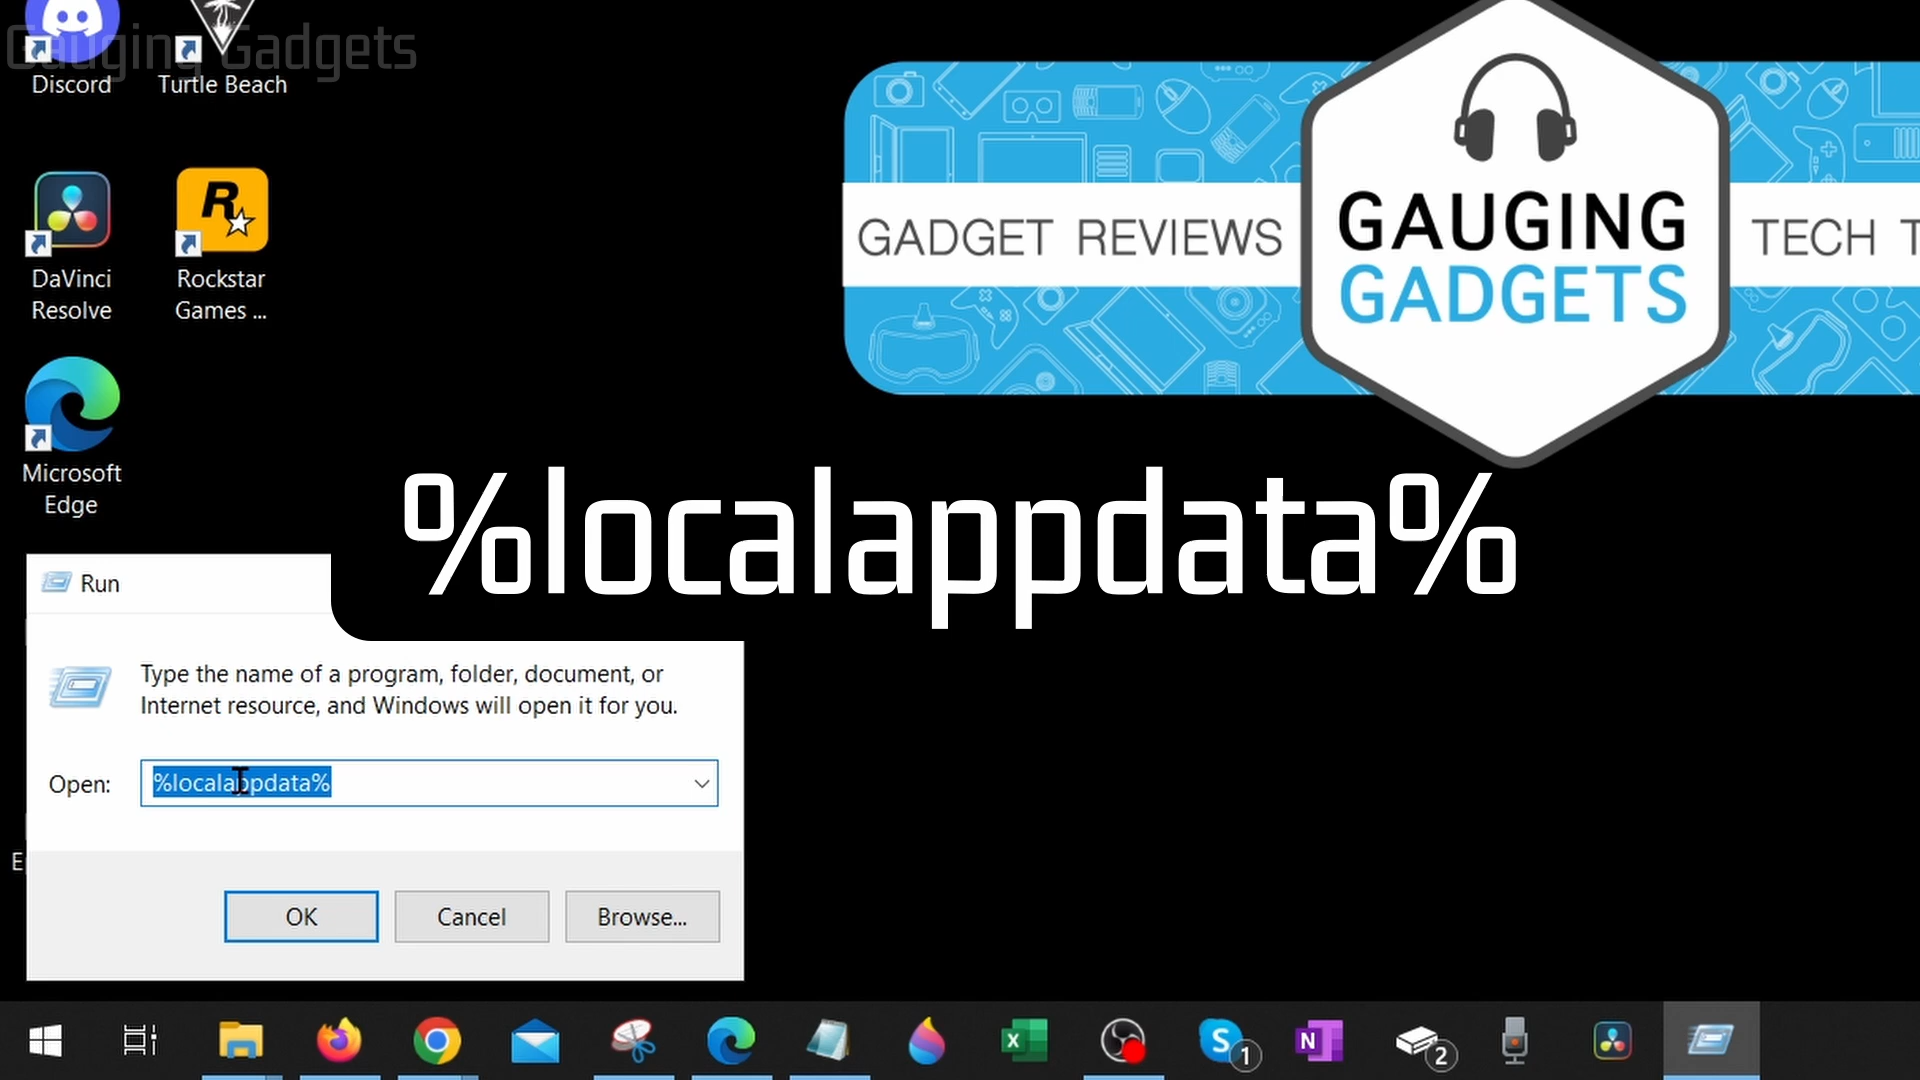 Gauging Gadgets
Discord
Turtle Beach
DaVinci
Resolve
Rockstar
Games ...
Microsoft
Edge
GADGET REVIEWS
GAUGING
GADGETS
TECH T
%localappdata%
Run
Type the name of a program, folder, document, or
Internet resource, and Windows will open it for you.
Open:
%localappdata%
E
OK
Cancel
Browse...
1
2